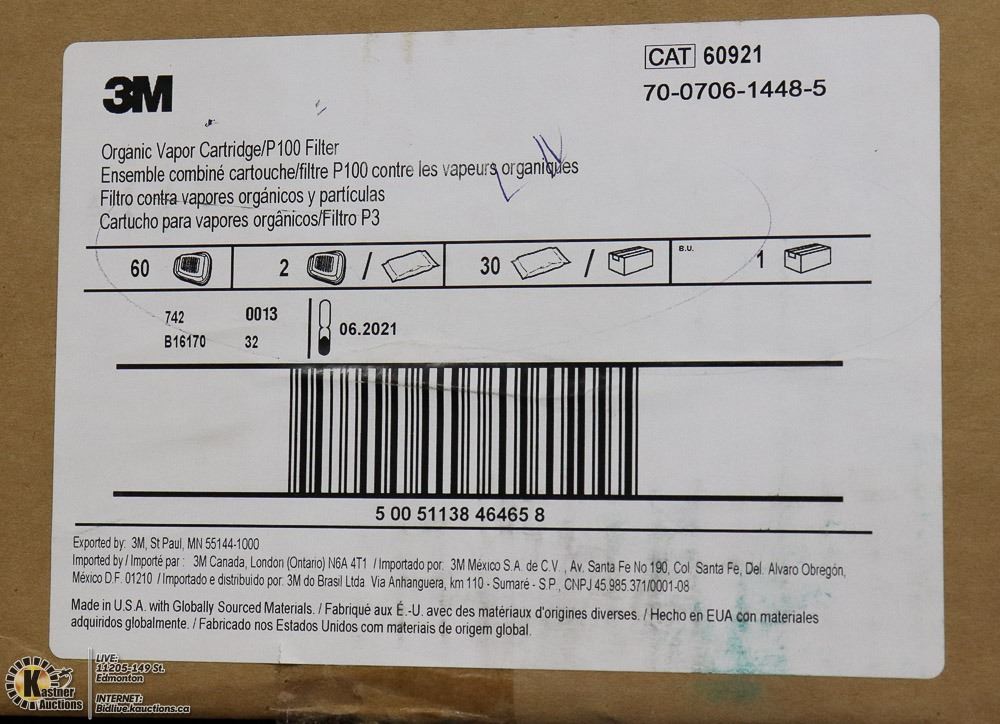 3M
CAT 60921
70-0706-1448-5
Organic Vapor Cartridge/P100 Filter
Ensemble combiné cartouche/filtre P100 contre les vapeurs organiques
Filtro contra vapores orgánicos y partículas
Cartucho para vapores orgânicos/Filtro P3
60 2 / 30 / B.U. 1
742 0013
B16170 32
06.2021
5 00 51138 46465 8
Exported by: 3M, St Paul, MN 55144-1000
Imported by / Importé par : 3M Canada, London (Ontario) N6A 4T1 / Importado por: 3M México S.A. de C.V., Av. Santa Fe No 190, Col. Santa Fe, Del. Alvaro Obregón,
México D.F. 01210 / Importado e distribuido por: 3M do Brasil Ltda Via Anhanguera, km 110 - Sumaré - S.P., CNPJ 45.985.371/0001-08
Made in U.S.A. with Globally Sourced Materials. / Fabriqué aux É.-U. avec des matériaux d'origines diverses. / Hecho en EUA con materiales
adquiridos globalmente. / Fabricado nos Estados Unidos com materiais de origem global.
Kastner
Auctions
LIVE:
11205-149 St.
Edmonton
INTERNET:
Bidlive.kauctions.ca